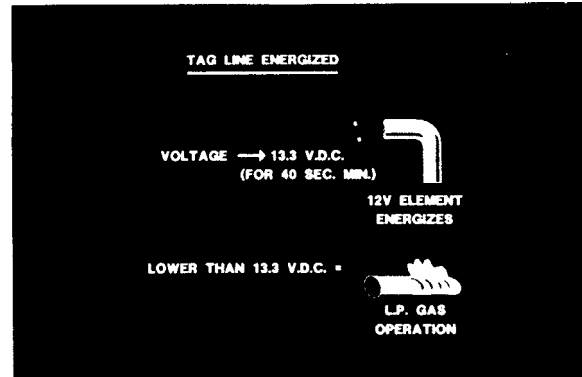 TAG LINE ENERGIZED
VOLTAGE → 13.3 V.D.C.
(FOR 40 SEC. MIN.)
12V ELEMENT
ENERGIZES
LOWER THAN 13.3 V.D.C. =
L.P. GAS
OPERATION